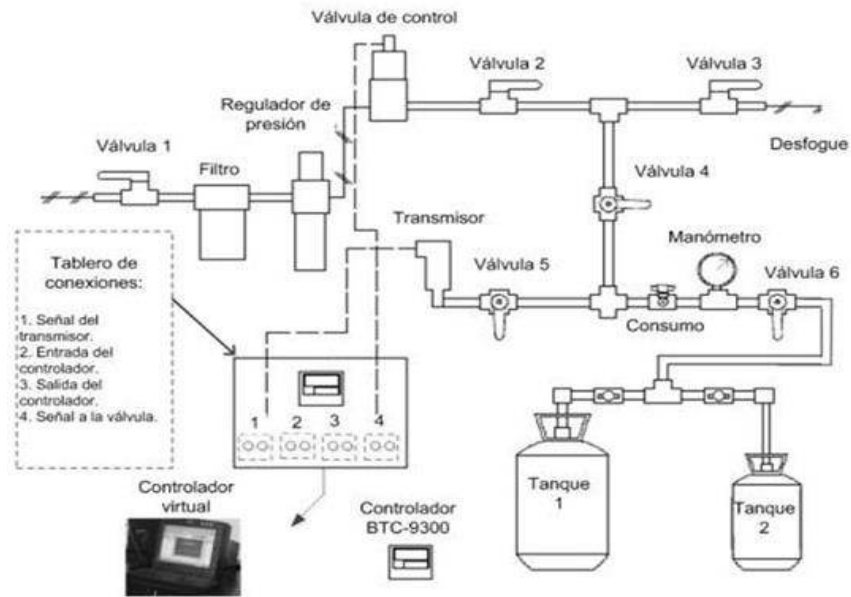 Válvula de control
Válvula 2
Válvula 3
Regulador de
presión
Válvula 1
Filtro
Desfogue
Válvula 4
Transmisor
Manómetro
Válvula 5
Válvula 6
Consumo
Tablero de
conexiones:
1. Señal del
transmisor.
2. Entrada del
controlador.
3. Salida del
controlador.
4. Señal a la válvula.
1 2 3 4
Controlador
virtual
Controlador
BTC-9300
Tanque
1
Tanque
2